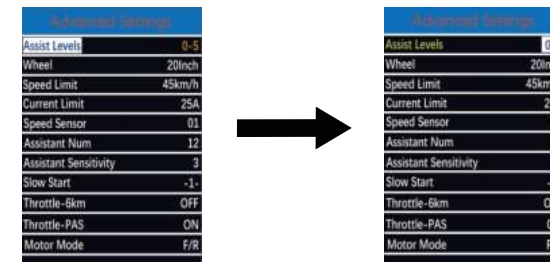 Advanced Settings
Assist Levels 0-5
Wheel 20Inch
Speed Limit 45km/h
Current Limit 25A
Speed Sensor 01
Assistant Num 12
Assistant Sensitivity 3
Slow Start -1-
Throttle-6km OFF
Throttle-PAS ON
Motor Mode F/R
Advanced Settings
Assist Levels
Wheel
Speed Limit
Current Limit
Speed Sensor
Assistant Num
Assistant Sensitivity
Slow Start
Throttle-6km
Throttle-PAS
Motor Mode